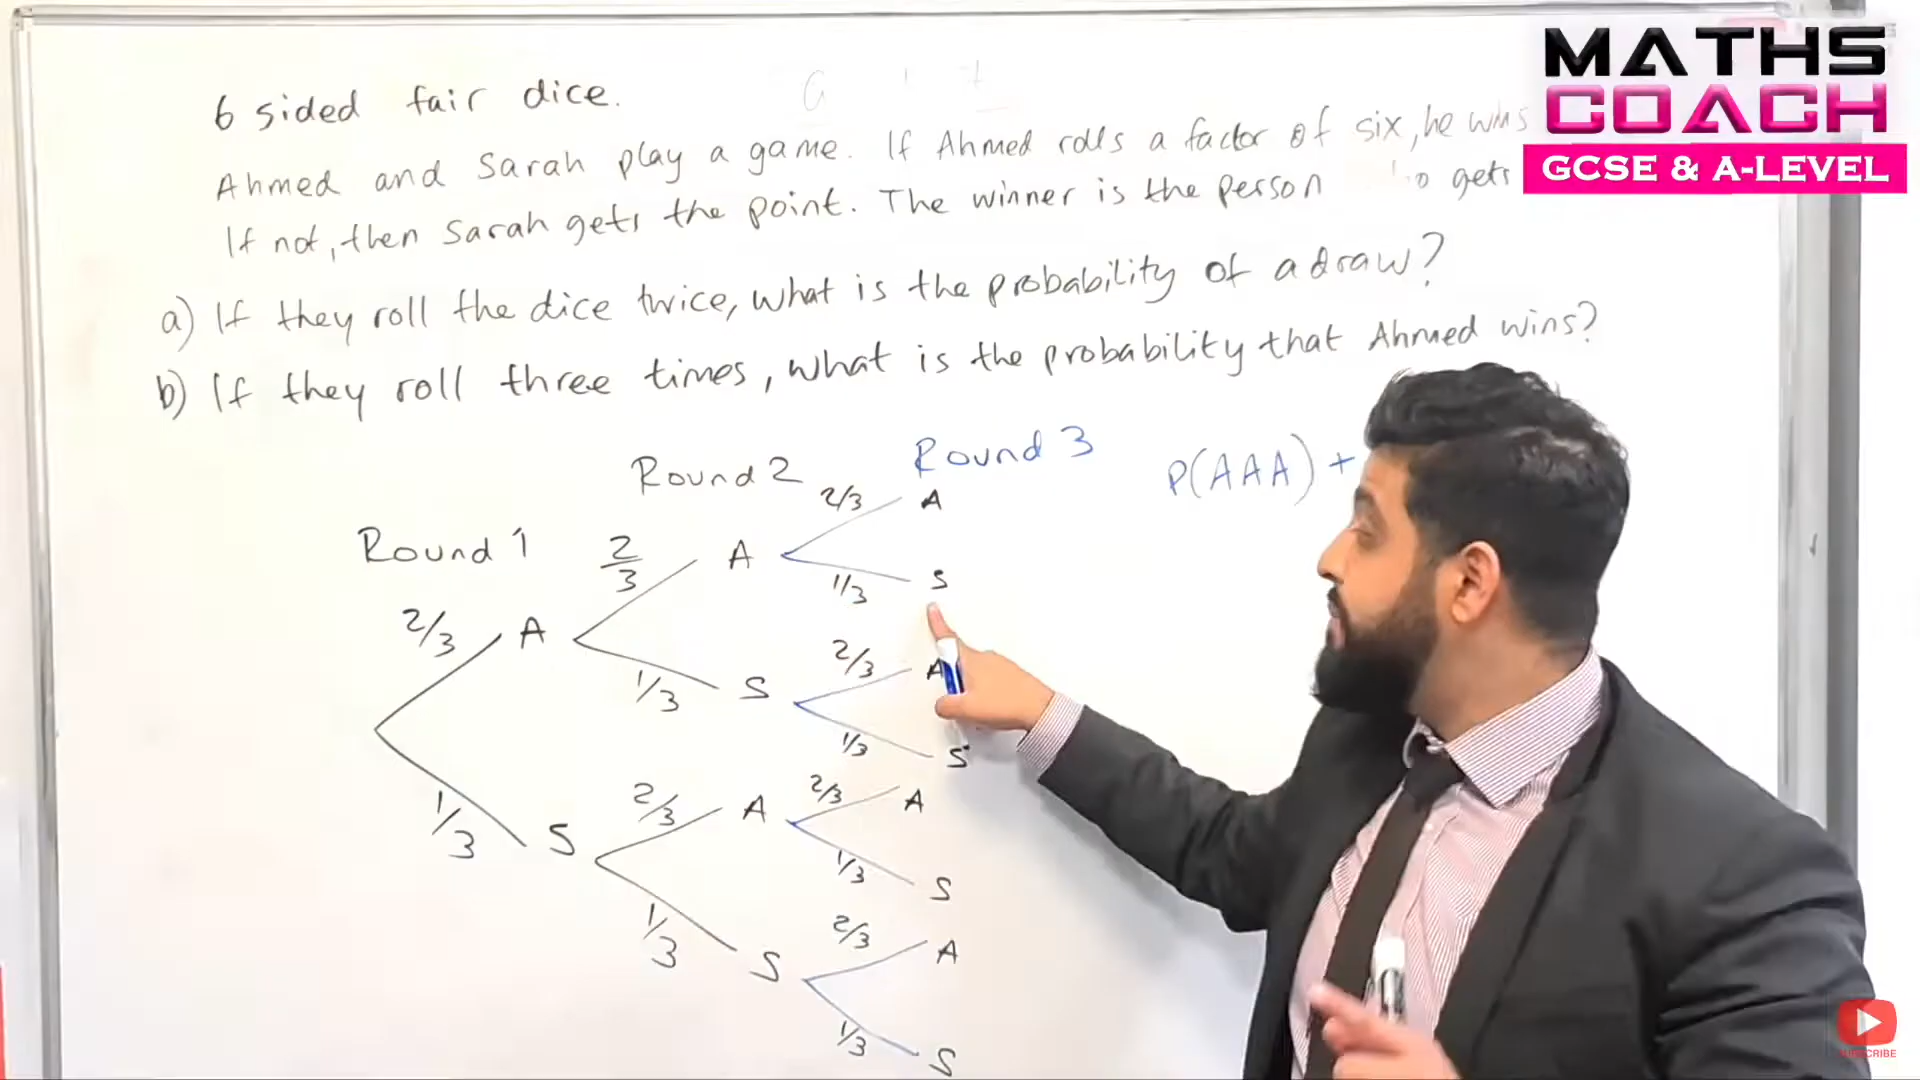 MATHS
COACH
GCSE & A-LEVEL
6 sided fair dice.
Ahmed and Sarah play a game. If Ahmed rolls a factor of six, he wins
If not, then Sarah gets the point. The winner is the person gets
a) If they roll the dice twice, what is the probability of a draw?
b) If they roll three times, what is the probability that Ahmed wins?
Round 1
Round 2
Round 3
P(AAA) +
2/3 A
1/3 S
2/3 A
1/3 S
2/3 A
1/3 S
2/3 A
1/3 S
2/3 A
1/3 S
2/3 A
1/3 S
2/3 A
1/3 S